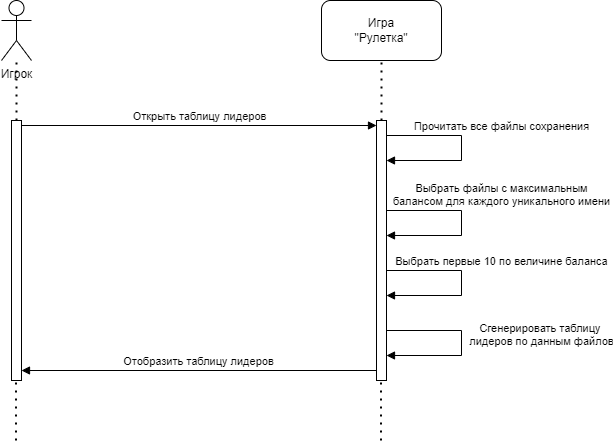 Игра
"Рулетка"
Игрок
Открыть таблицу лидеров
Прочитать все файлы сохранения
Выбрать файлы с максимальным
балансом для каждого уникального имени
Выбрать первые 10 по величине баланса
Сгенерировать таблицу
лидеров по данным файлов
Отобразить таблицу лидеров